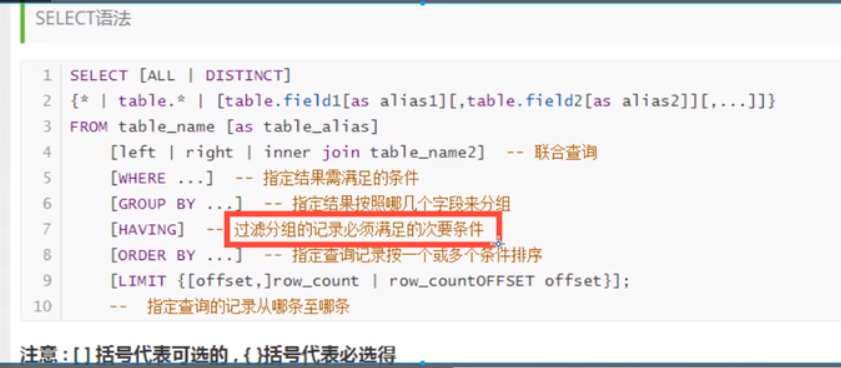 SELECT语法
1 SELECT [ALL | DISTINCT]
2 {* | table.* | [table.field1[as alias1][,table.field2[as alias2]][,...]]}
3 FROM table_name [as table_alias]
4 [left | right | inner join table_name2] -- 联合查询
5 [WHERE ...] -- 指定结果需满足的条件
6 [GROUP BY ...] -- 指定结果按照哪几个字段来分组
7 [HAVING] -- 过滤分组的记录必须满足的次要条件
8 [ORDER BY ...] -- 指定查询记录按一个或多个条件排序
9 [LIMIT {[offset,]row_count | row_countOFFSET offset}];
10 -- 指定查询的记录从哪条至哪条
注意 : [ ] 括号代表可选的 , { }括号代表必选得